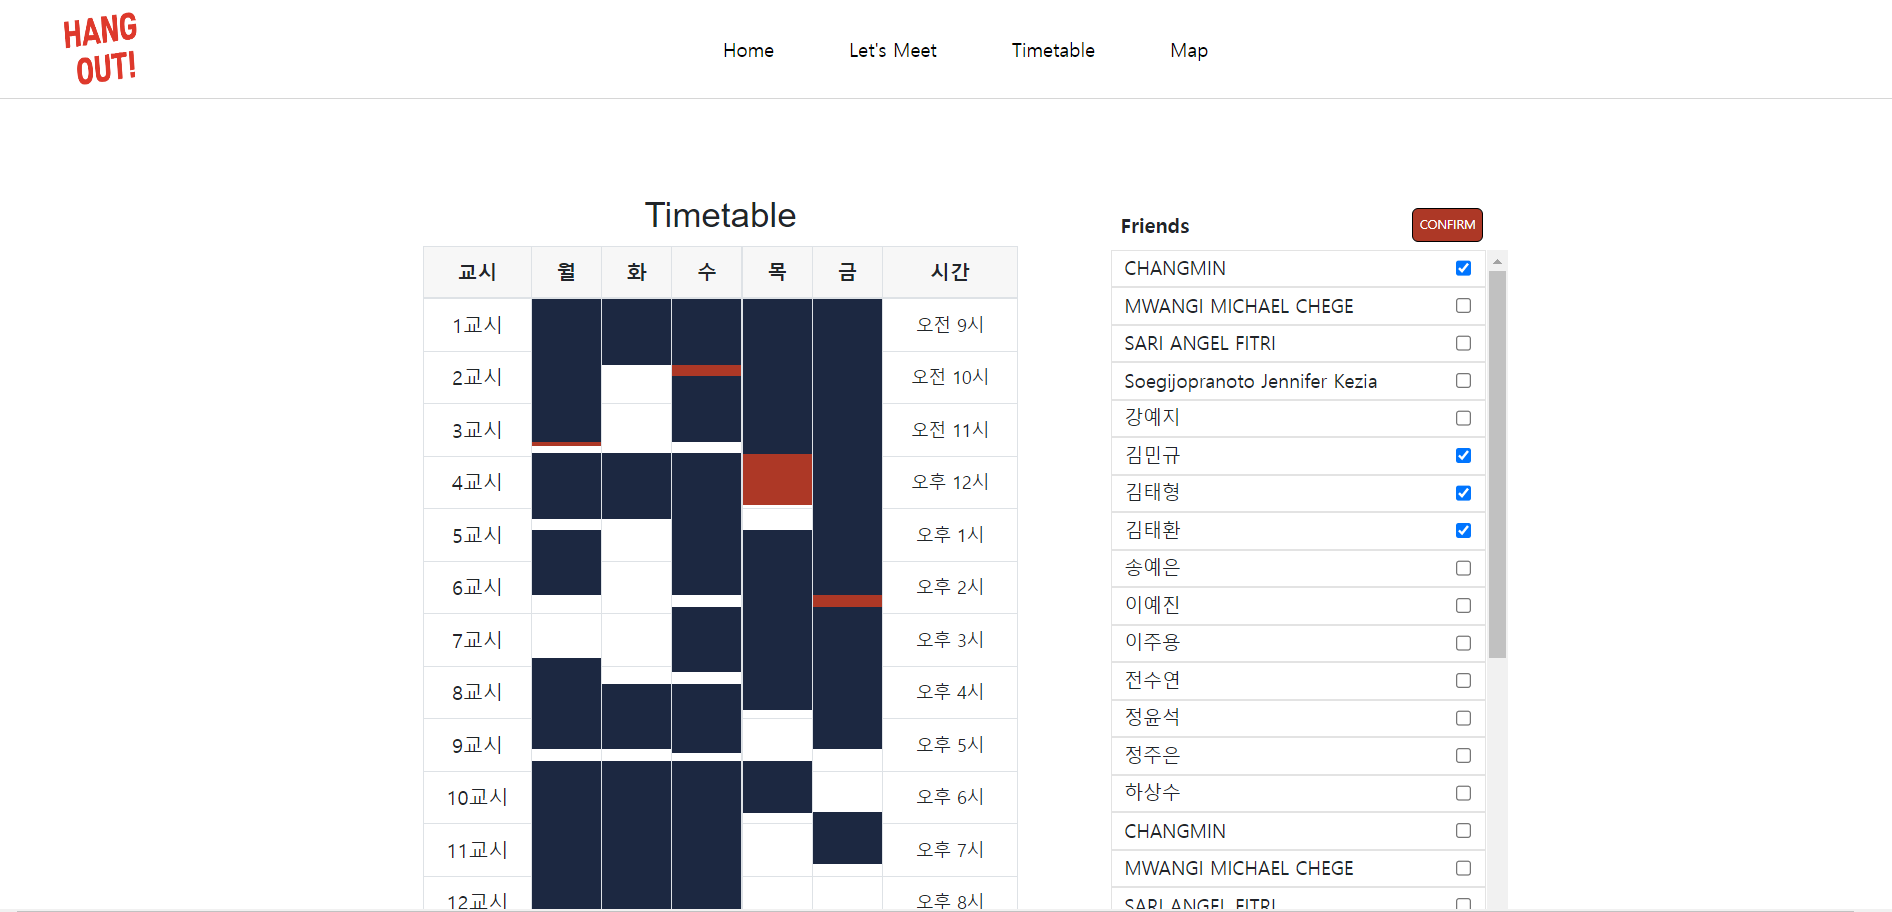 HANG
OUT!
Home Let's Meet Timetable Map
Timetable
교시 월 화 수 목 금 시간
1교시 오전 9시
2교시 오전 10시
3교시 오전 11시
4교시 오후 12시
5교시 오후 1시
6교시 오후 2시
7교시 오후 3시
8교시 오후 4시
9교시 오후 5시
10교시 오후 6시
11교시 오후 7시
12교시 오후 8시
Friends CONFIRM
CHANGMIN
MWANGI MICHAEL CHEGE
SARI ANGEL FITRI
Soegijopranoto Jennifer Kezia
강예지
김민규
김태형
김태환
송예은
이예진
이주용
전수연
정윤석
정주은
하상수
CHANGMIN
MWANGI MICHAEL CHEGE
SARI ANGEL FITRI